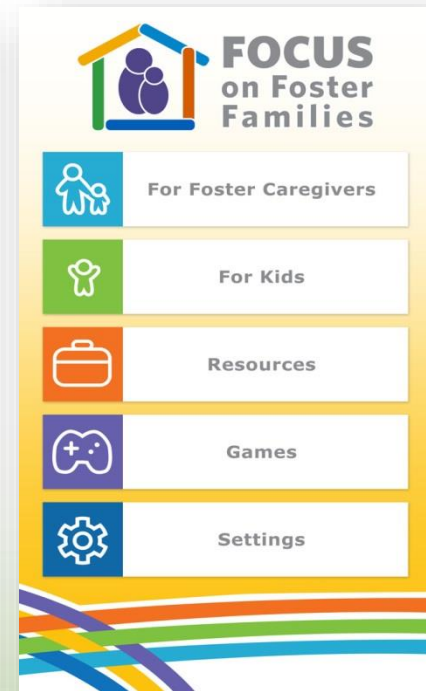 FOCUS
on Foster
Families
For Foster Caregivers
For Kids
Resources
Games
Settings